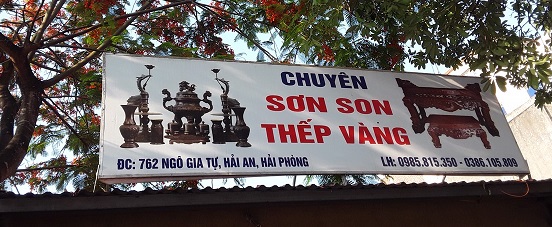 CHUYÊN
SƠN SON
THẾP VÀNG
ĐC: 762 NGÔ GIA TỰ, HẢI AN, HẢI PHÒNG
LH: 0985.815.350 - 0386.105.809